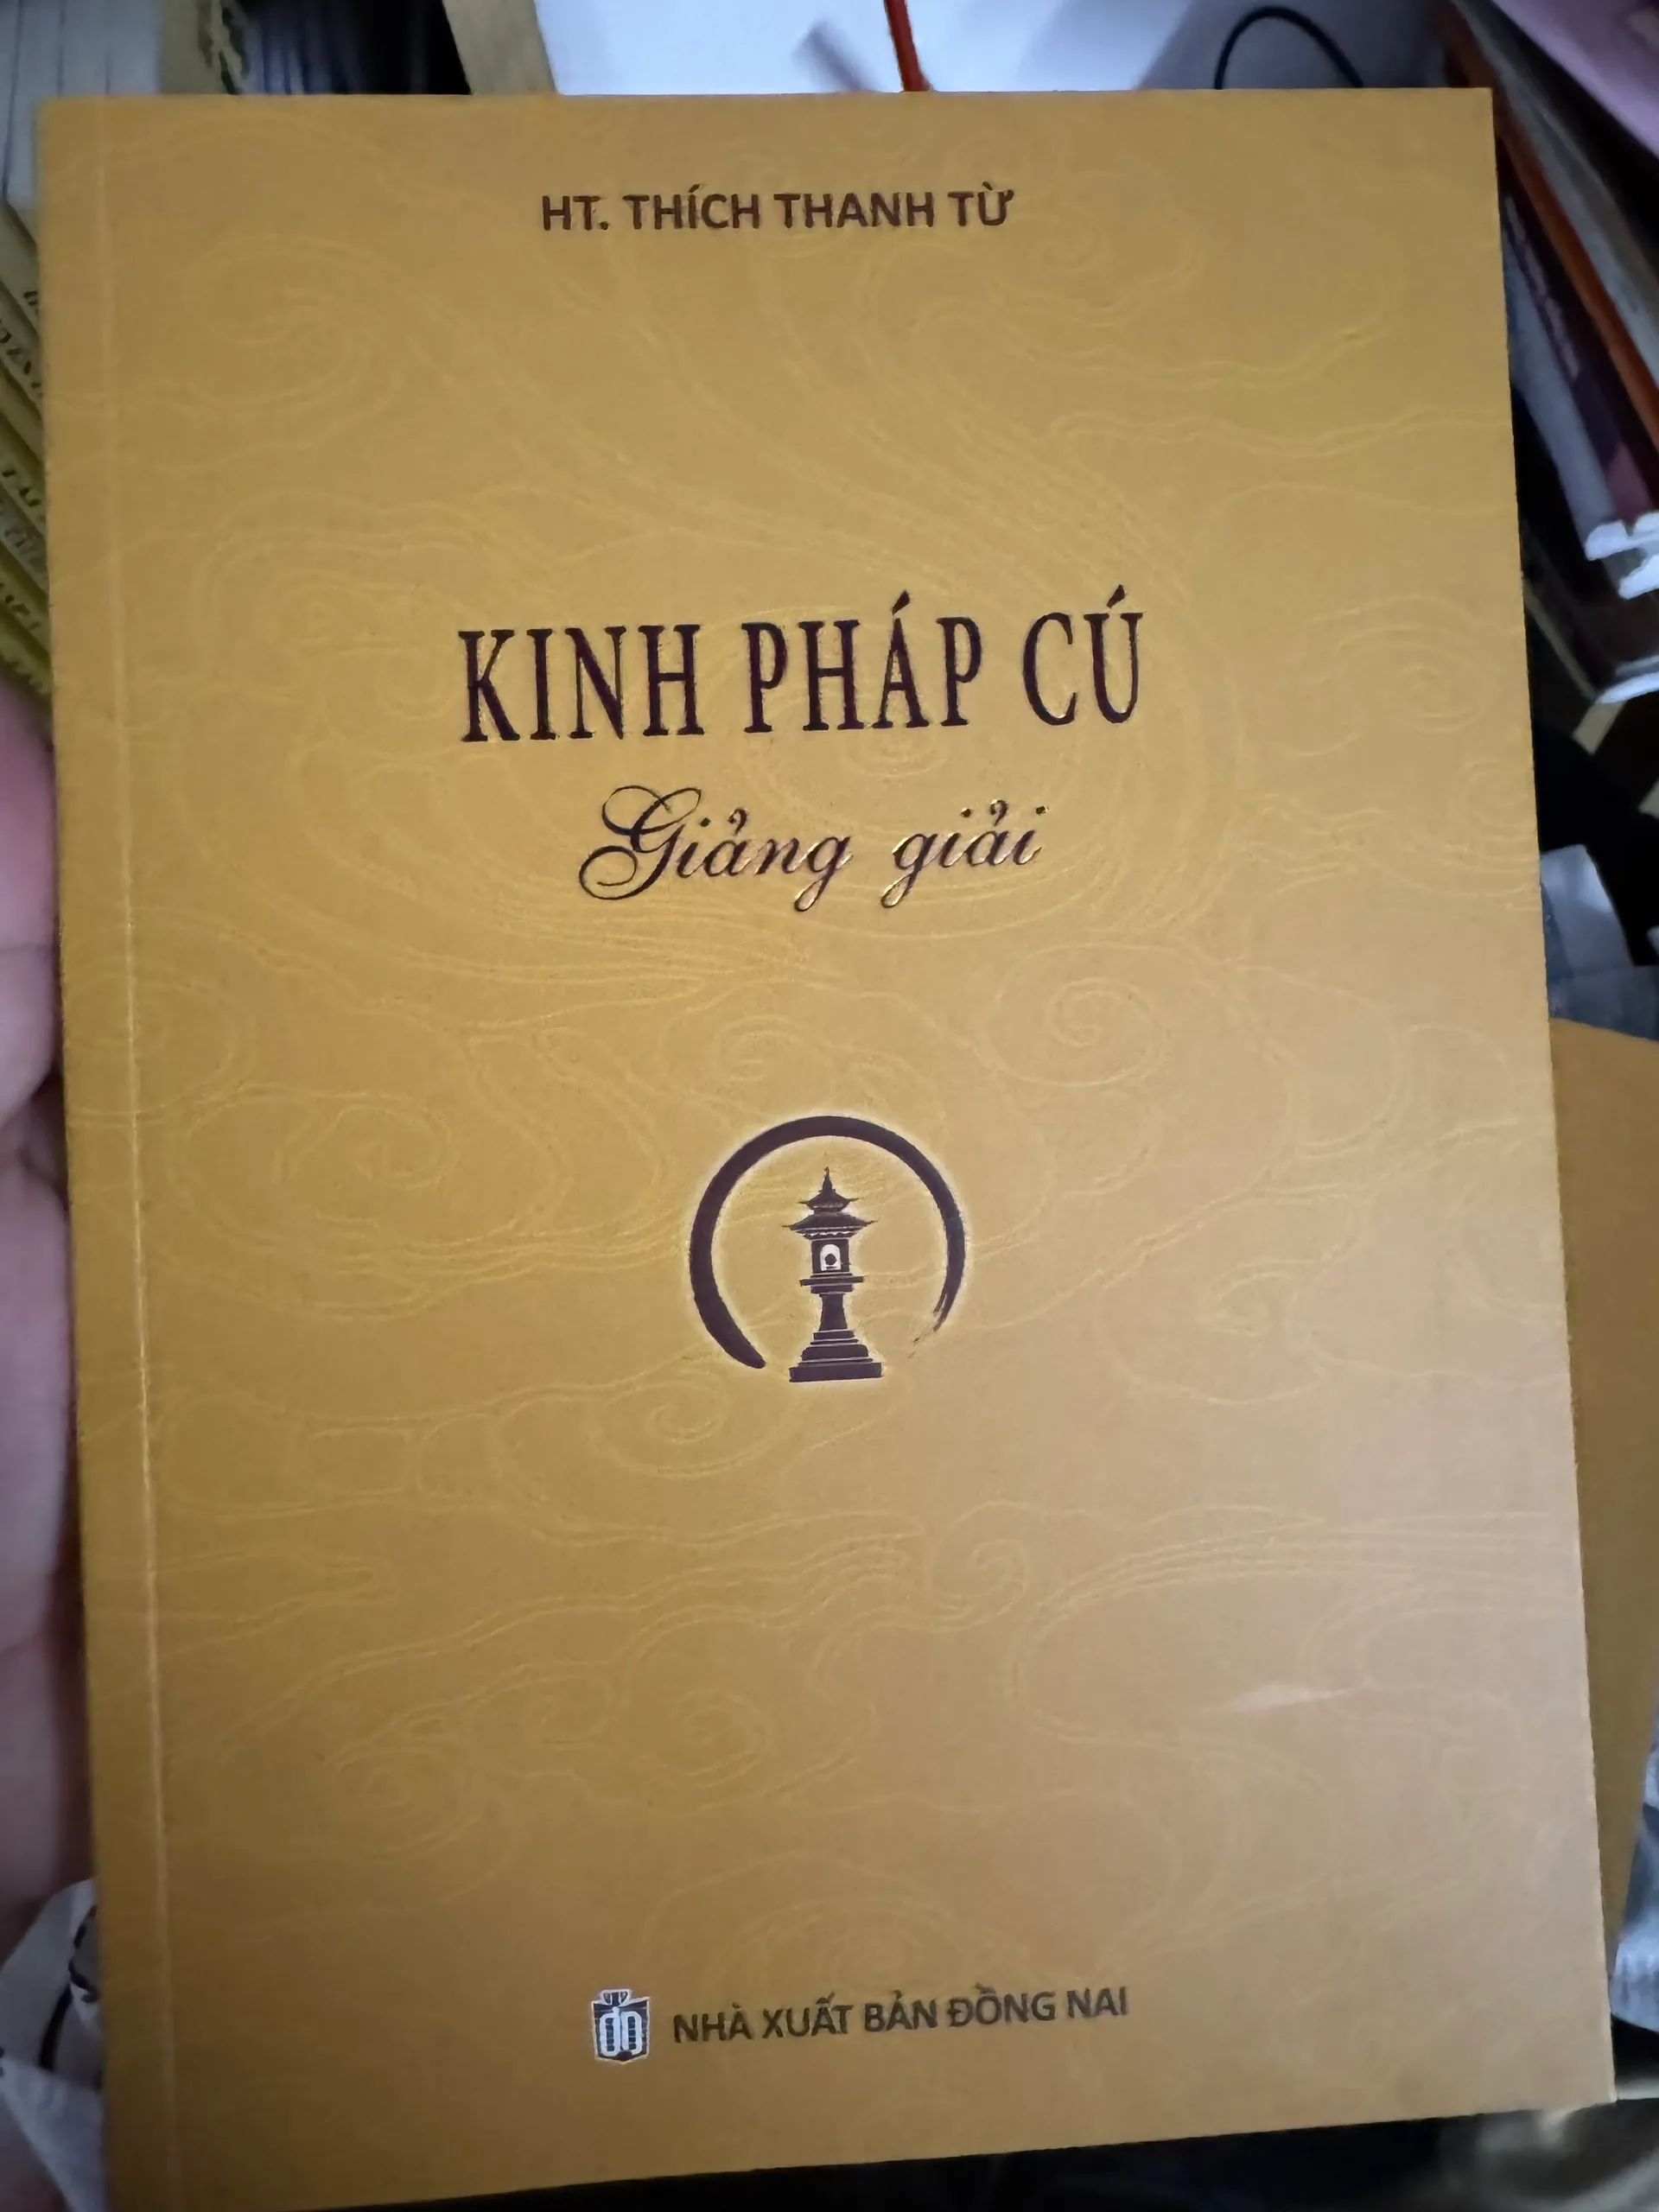 HT. THÍCH THANH TỪ
KINH PHÁP CÚ
Giảng giải
NHÀ XUẤT BẢN ĐỒNG NAI